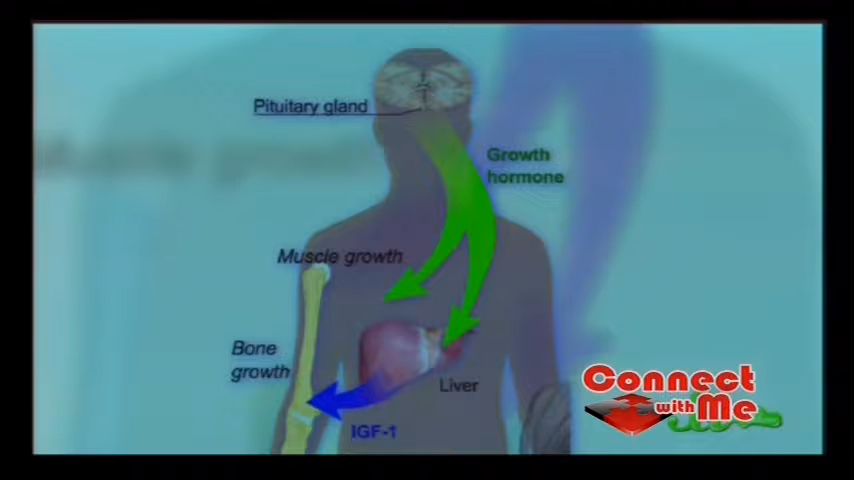 Pituitary gland
Growth
hormone
Muscle growth
Bone
growth
Liver
IGF-1
Connect
with Me